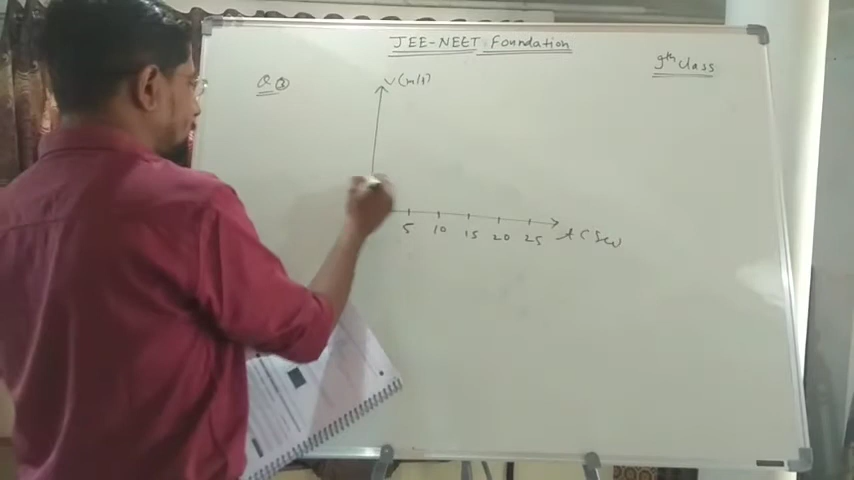 JEE-NEET Foundation
9th Class
Q②
V(m/s)
5 10 15 20 25 t(Sec)